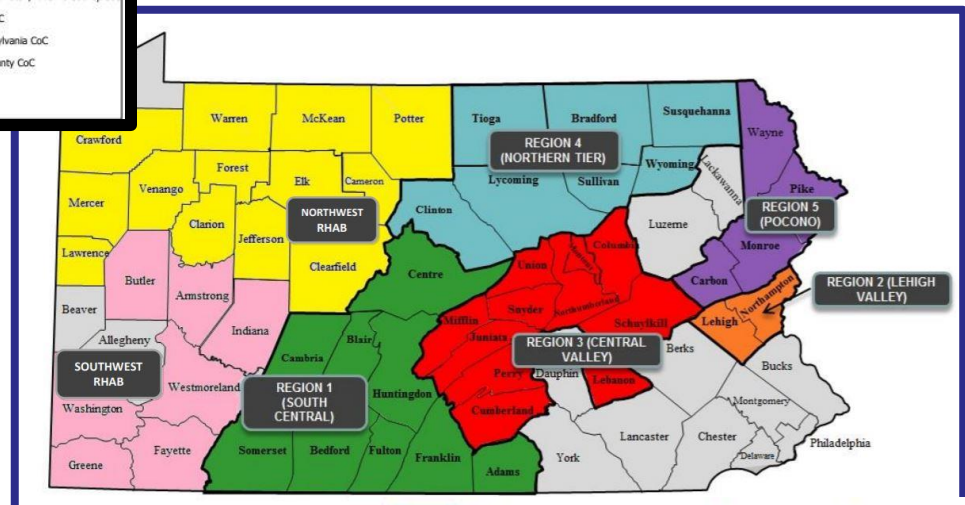 C
lvania CoC
nty CoC
Crawford
Warren
McKean
Potter
Tioga
Bradford
Susquehanna
Wayne
REGION 4
(NORTHERN TIER)
Mercer
Venango
Forest
Elk
Cameron
Lycoming
Sullivan
Wyoming
Lackawanna
Pike
Clarion
Jefferson
NORTHWEST
RHAB
Clinton
Luzerne
REGION 5
(POCONO)
Lawrence
Clearfield
Centre
Union
Montour
Columbia
Monroe
Carbon
Butler
Armstrong
Beaver
Indiana
Snyder
Northumberland
Schuylkill
Lehigh
Northampton
REGION 2 (LEHIGH
VALLEY)
Allegheny
Blair
Mifflin
Juniata
REGION 3 (CENTRAL
VALLEY)
Berks
SOUTHWEST
RHAB
Westmoreland
Cambria
Huntingdon
Perry
Dauphin
Lebanon
Bucks
REGION 1
(SOUTH
CENTRAL)
Washington
Cumberland
Montgomery
Greene
Fayette
Somerset
Bedford
Fulton
Franklin
Adams
York
Lancaster
Chester
Delaware
Philadelphia